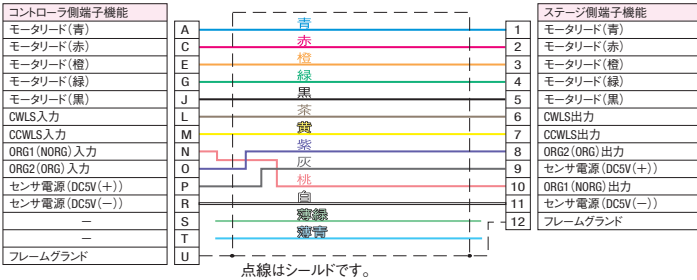 コントローラ側端子機能
モータリード(青) A
モータリード(赤) C
モータリード(橙) E
モータリード(緑) G
モータリード(黒) J
CWLS入力 L
CCWLS入力 M
ORG1(NORG)入力 N
ORG2(ORG)入力 O
センサ電源(DC5V(+)) P
センサ電源(DC5V(−)) R
− S
− T
フレームグランド U
青
赤
橙
緑
黒
茶
黄
紫
灰
桃
白
薄緑
薄青
点線はシールドです。
ステージ側端子機能
1 モータリード(青)
2 モータリード(赤)
3 モータリード(橙)
4 モータリード(緑)
5 モータリード(黒)
6 CWLS出力
7 CCWLS出力
8 ORG2(ORG)出力
9 センサ電源(DC5V(+))
10 ORG1(NORG)出力
11 センサ電源(DC5V(−))
12 フレームグランド